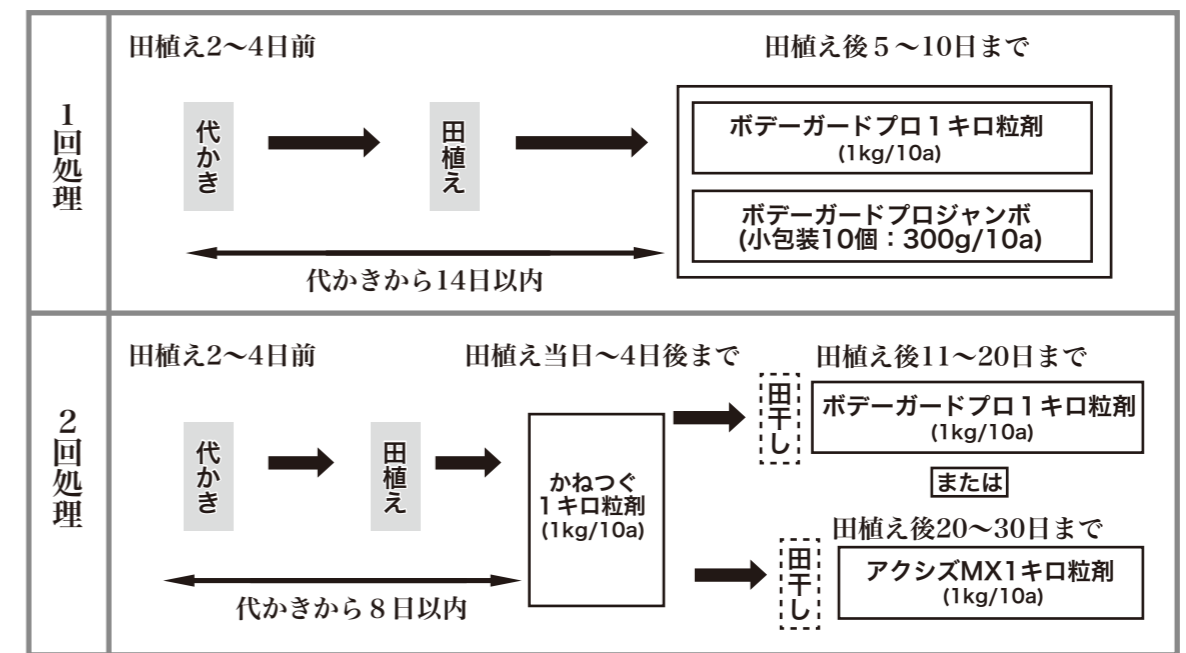 1回処理
田植え2〜4日前
田植え後5〜10日まで
代かき
田植え
ボデーガードプロ1キロ粒剤
(1kg/10a)
ボデーガードプロジャンボ
(小包装10個：300g/10a)
代かきから14日以内
2回処理
田植え2〜4日前
田植え当日〜4日後まで
田植え後11〜20日まで
代かき
田植え
かねつぐ
1キロ粒剤
(1kg/10a)
田干し
ボデーガードプロ1キロ粒剤
(1kg/10a)
または
田植え後20〜30日まで
田干し
アクシズMX1キロ粒剤
(1kg/10a)
代かきから8日以内